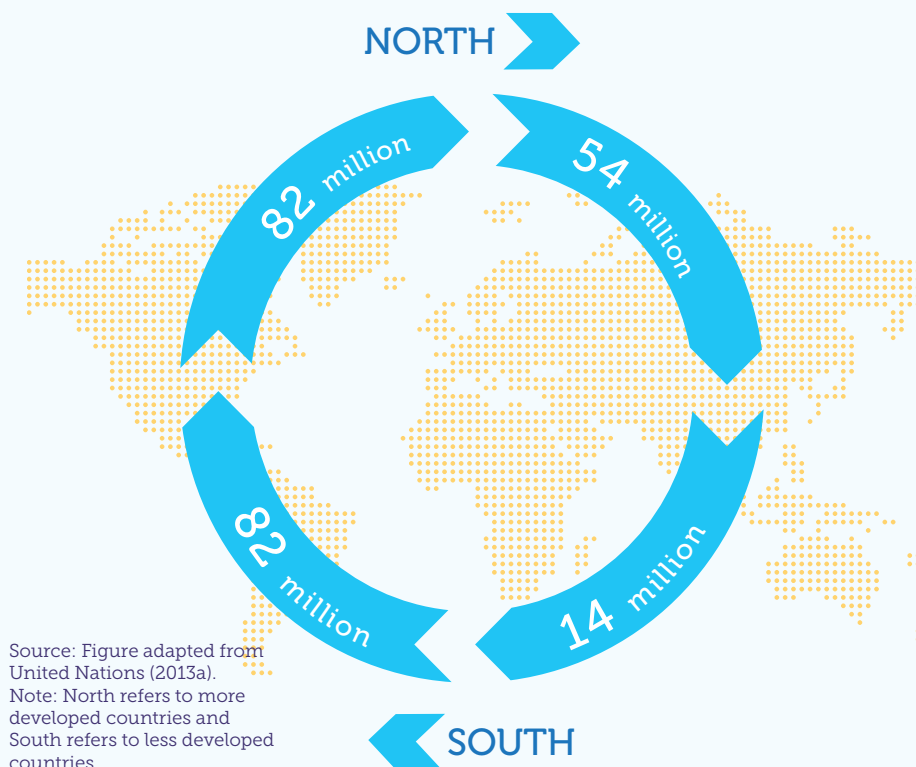 NORTH
82 million
54 million
82 million
14 million
Source: Figure adapted from
United Nations (2013a).
Note: North refers to more
developed countries and
South refers to less developed
countries
SOUTH